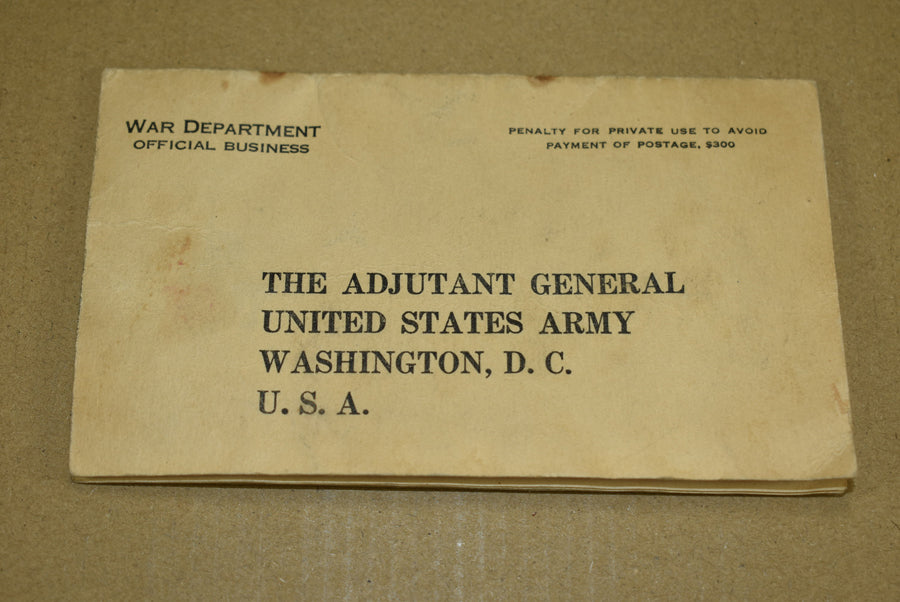 WAR DEPARTMENT
OFFICIAL BUSINESS
PENALTY FOR PRIVATE USE TO AVOID
PAYMENT OF POSTAGE, $300
THE ADJUTANT GENERAL
UNITED STATES ARMY
WASHINGTON, D. C.
U. S. A.